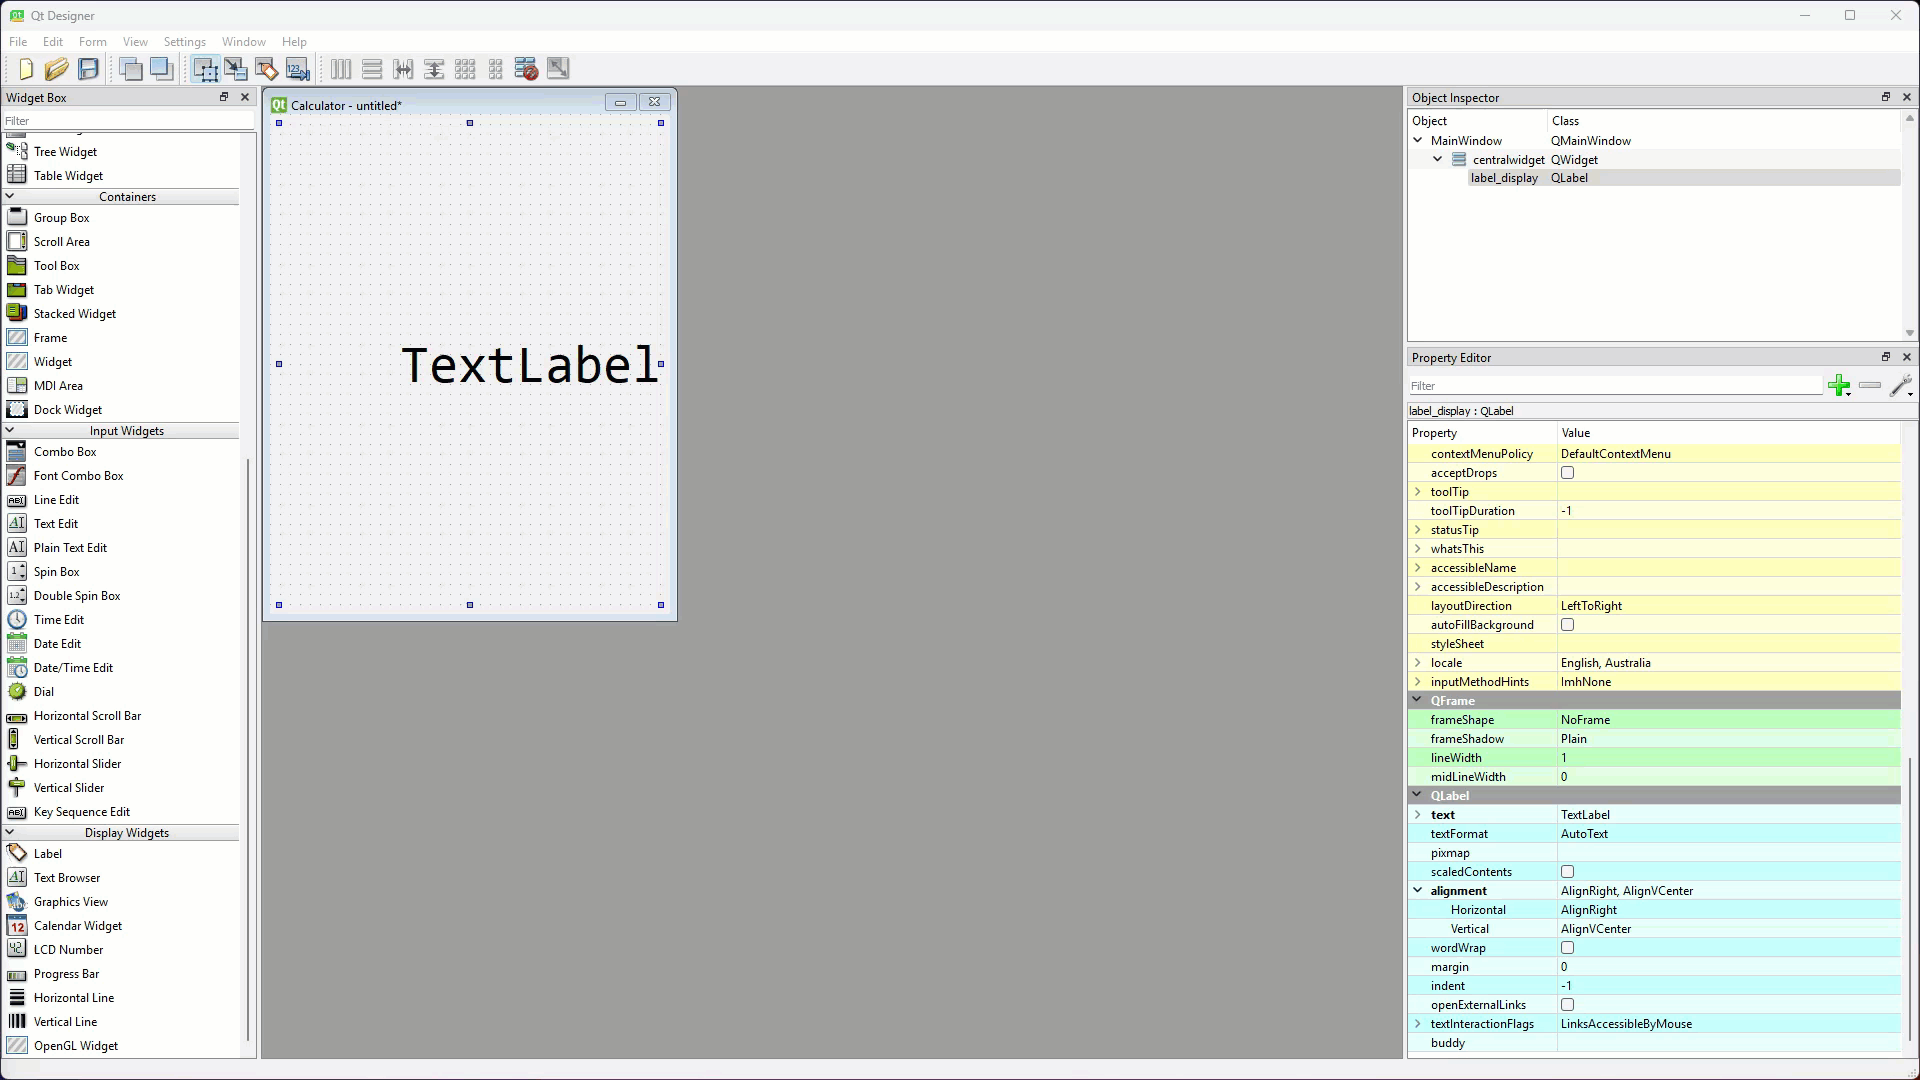 Qt Designer
File Edit Form View Settings Window Help
Widget Box
Filter
Tree Widget
Table Widget
Containers
Group Box
Scroll Area
Tool Box
Tab Widget
Stacked Widget
Frame
Widget
MDI Area
Dock Widget
Input Widgets
Combo Box
Font Combo Box
Line Edit
Text Edit
Plain Text Edit
Spin Box
Double Spin Box
Time Edit
Date Edit
Date/Time Edit
Dial
Horizontal Scroll Bar
Vertical Scroll Bar
Horizontal Slider
Vertical Slider
Key Sequence Edit
Display Widgets
Label
Text Browser
Graphics View
Calendar Widget
LCD Number
Progress Bar
Horizontal Line
Vertical Line
OpenGL Widget
Calculator - untitled*
TextLabel
Object Inspector
Object Class
MainWindow QMainWindow
centralwidget QWidget
label_display QLabel
Property Editor
Filter
label_display : QLabel
Property Value
contextMenuPolicy DefaultContextMenu
acceptDrops
toolTip
toolTipDuration -1
statusTip
whatsThis
accessibleName
accessibleDescription
layoutDirection LeftToRight
autoFillBackground
styleSheet
locale English, Australia
inputMethodHints ImhNone
QFrame
frameShape NoFrame
frameShadow Plain
lineWidth 1
midLineWidth 0
QLabel
text TextLabel
textFormat AutoText
pixmap
scaledContents
alignment AlignRight, AlignVCenter
Horizontal AlignRight
Vertical AlignVCenter
wordWrap
margin 0
indent -1
openExternalLinks
textInteractionFlags LinksAccessibleByMouse
buddy